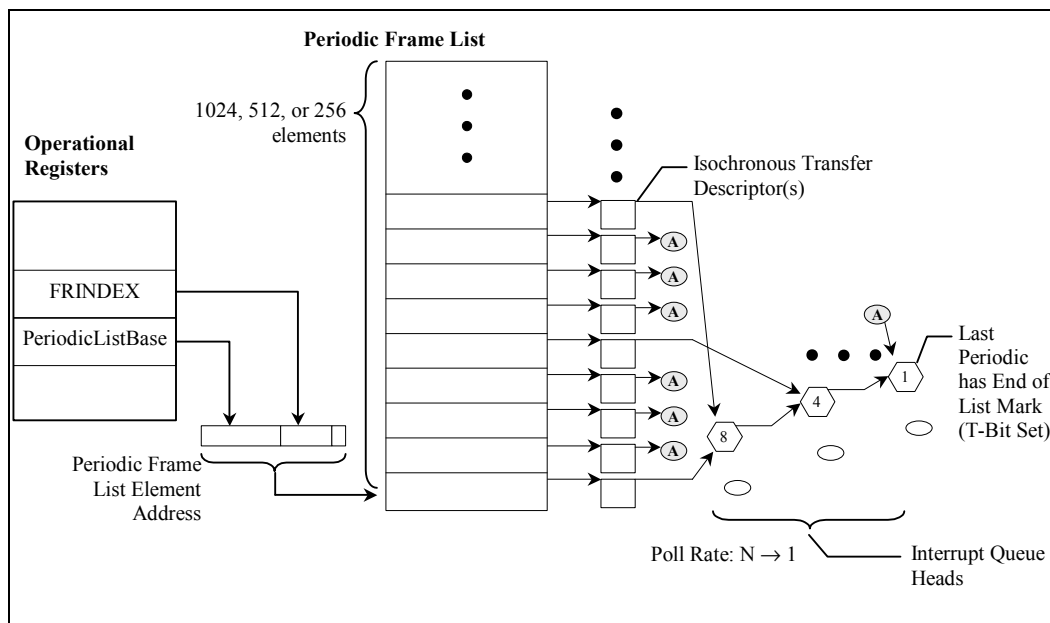 Periodic Frame List
1024, 512, or 256
elements
Operational
Registers
FRINDEX
PeriodicListBase
Periodic Frame
List Element
Address
Isochronous Transfer
Descriptor(s)
A
A
A
A
A
A
A
8
4
1
Last
Periodic
has End of
List Mark
(T-Bit Set)
Poll Rate: N → 1
Interrupt Queue
Heads